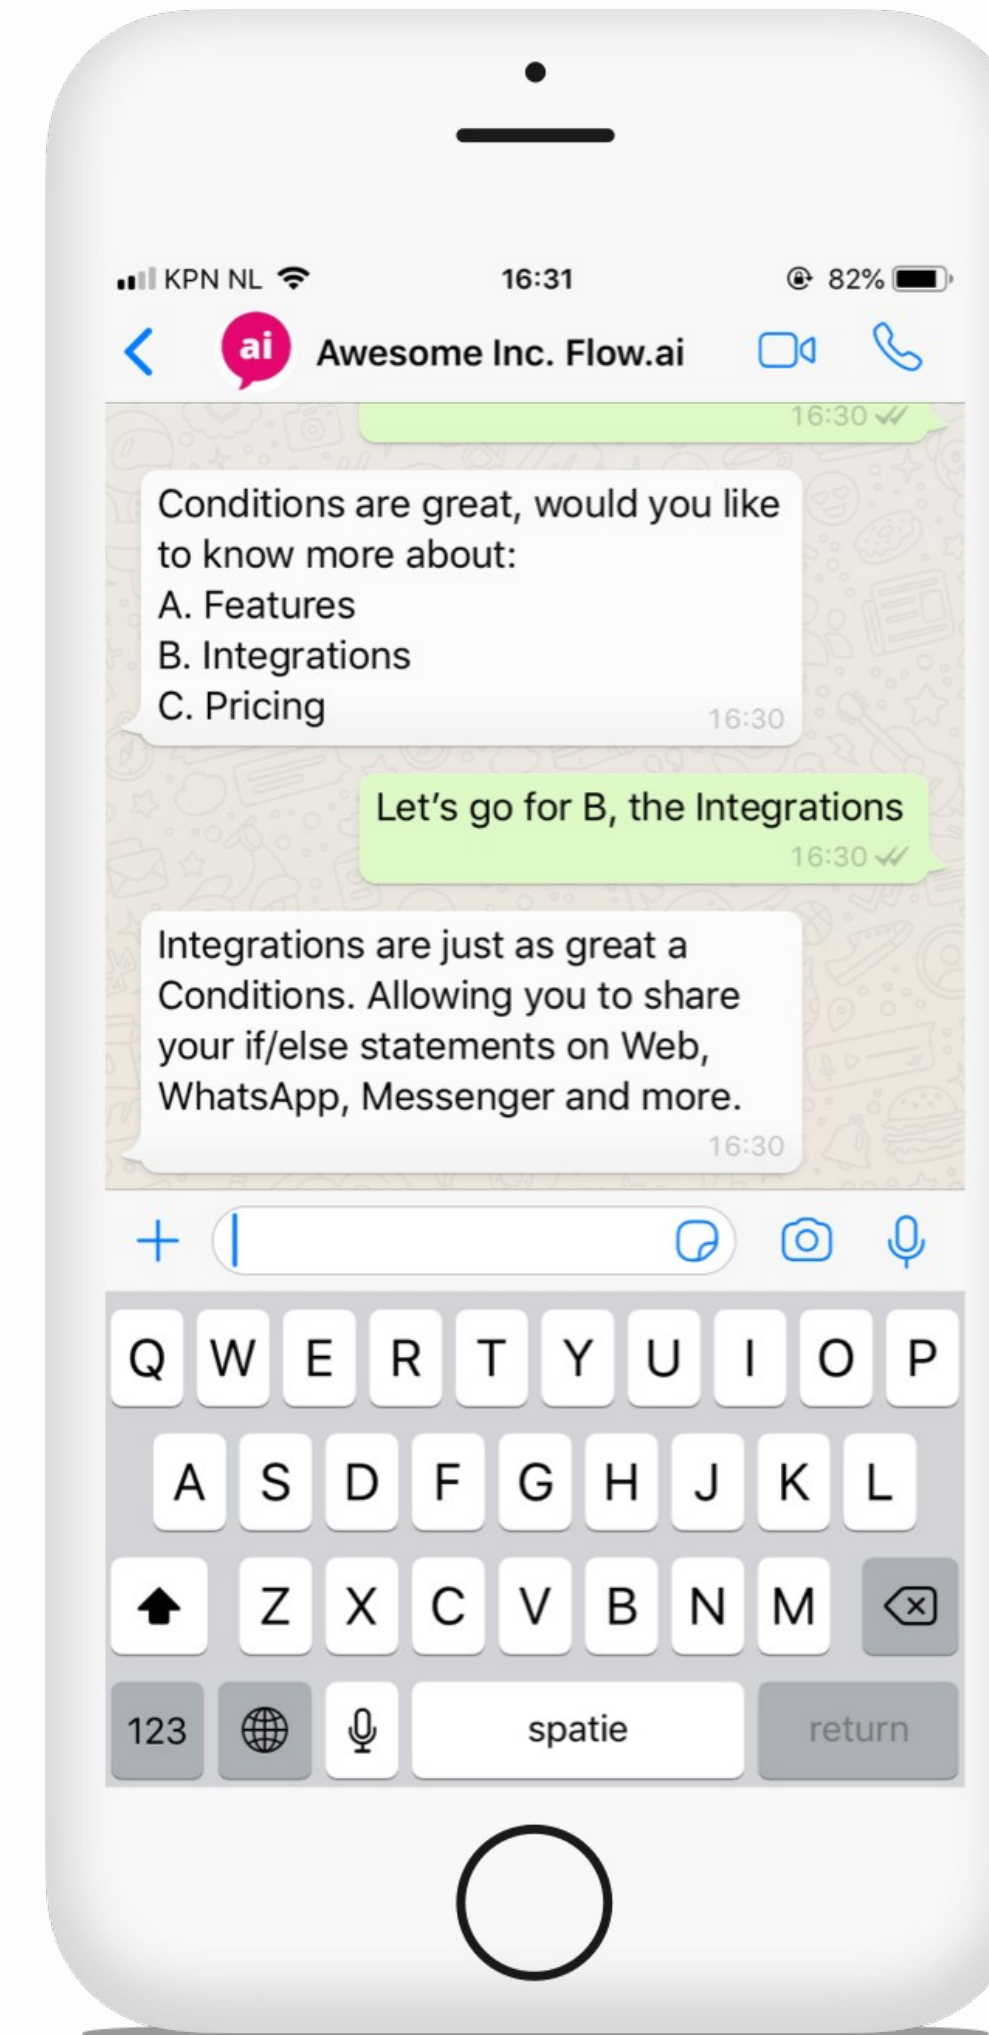 KPN NL 16:31 82%
ai Awesome Inc. Flow.ai
16:30
Conditions are great, would you like
to know more about:
A. Features
B. Integrations
C. Pricing
16:30
Let’s go for B, the Integrations
16:30
Integrations are just as great a
Conditions. Allowing you to share
your if/else statements on Web,
WhatsApp, Messenger and more.
16:30
Q W E R T Y U I O P
A S D F G H J K L
Z X C V B N M
123 spatie return